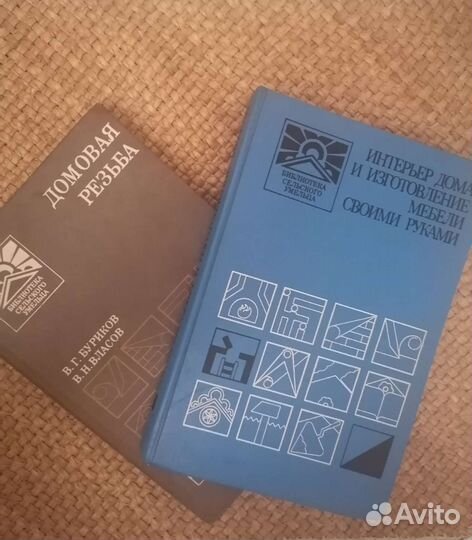 ДОМОВАЯ
РЕЗЬБА
БИБЛИОТЕКА
СЕЛЬСКОГО
УМЕЛЬЦА
В.Г. БУРИКОВ
В.Н. ВЛАСОВ
БИБЛИОТЕКА
СЕЛЬСКОГО
УМЕЛЬЦА
ИНТЕРЬЕР ДОМА
И ИЗГОТОВЛЕНИЕ
МЕБЕЛИ
СВОИМИ РУКАМИ
Avito